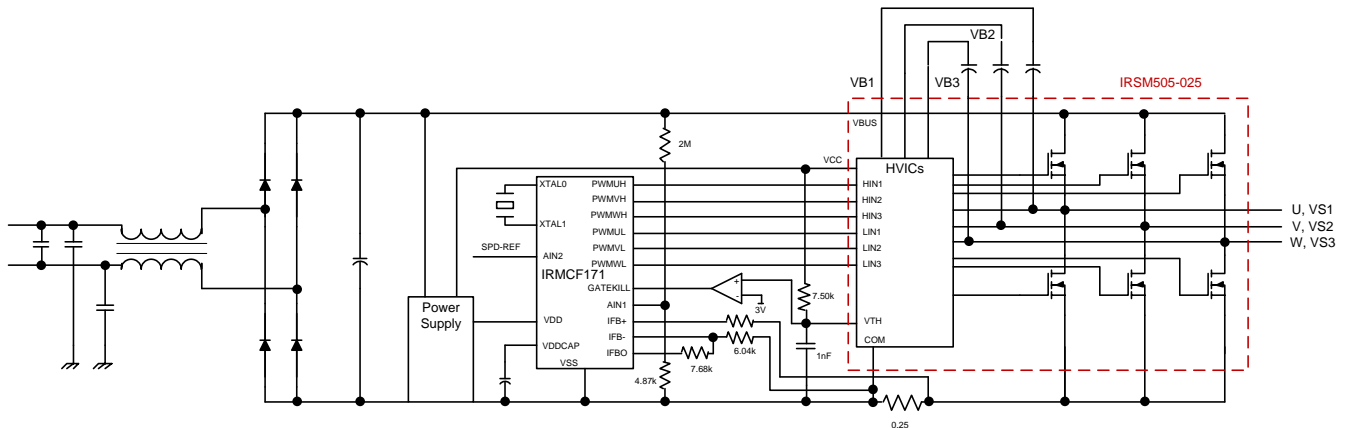 VB2
VB1
VB3
IRSM505-025
VBUS
2M
VCC
HVICs
XTAL0
PWMUH
HIN1
PWMVH
HIN2
XTAL1
PWMWH
HIN3
U, VS1
PWMUL
LIN1
V, VS2
SPD-REF
AIN2
PWMVL
LIN2
W, VS3
PWMWL
LIN3
IRMCF171
GATEKILL
+
-
3V
7.50k
AIN1
Power
Supply
VDD
IFB+
VTH
IFB-
COM
VDDCAP
IFBO
6.04k
1nF
VSS
7.68k
4.87k
0.25